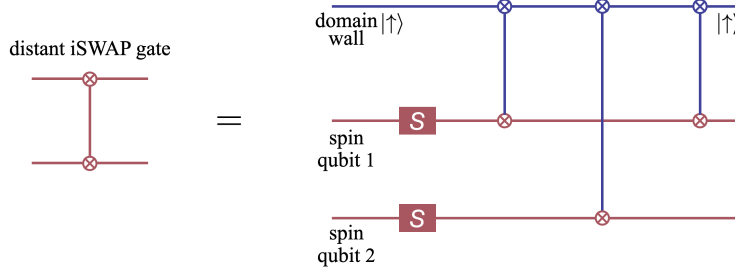 distant iSWAP gate
=
domain
wall
|↑⟩
|↑⟩
S
spin
qubit 1
S
spin
qubit 2